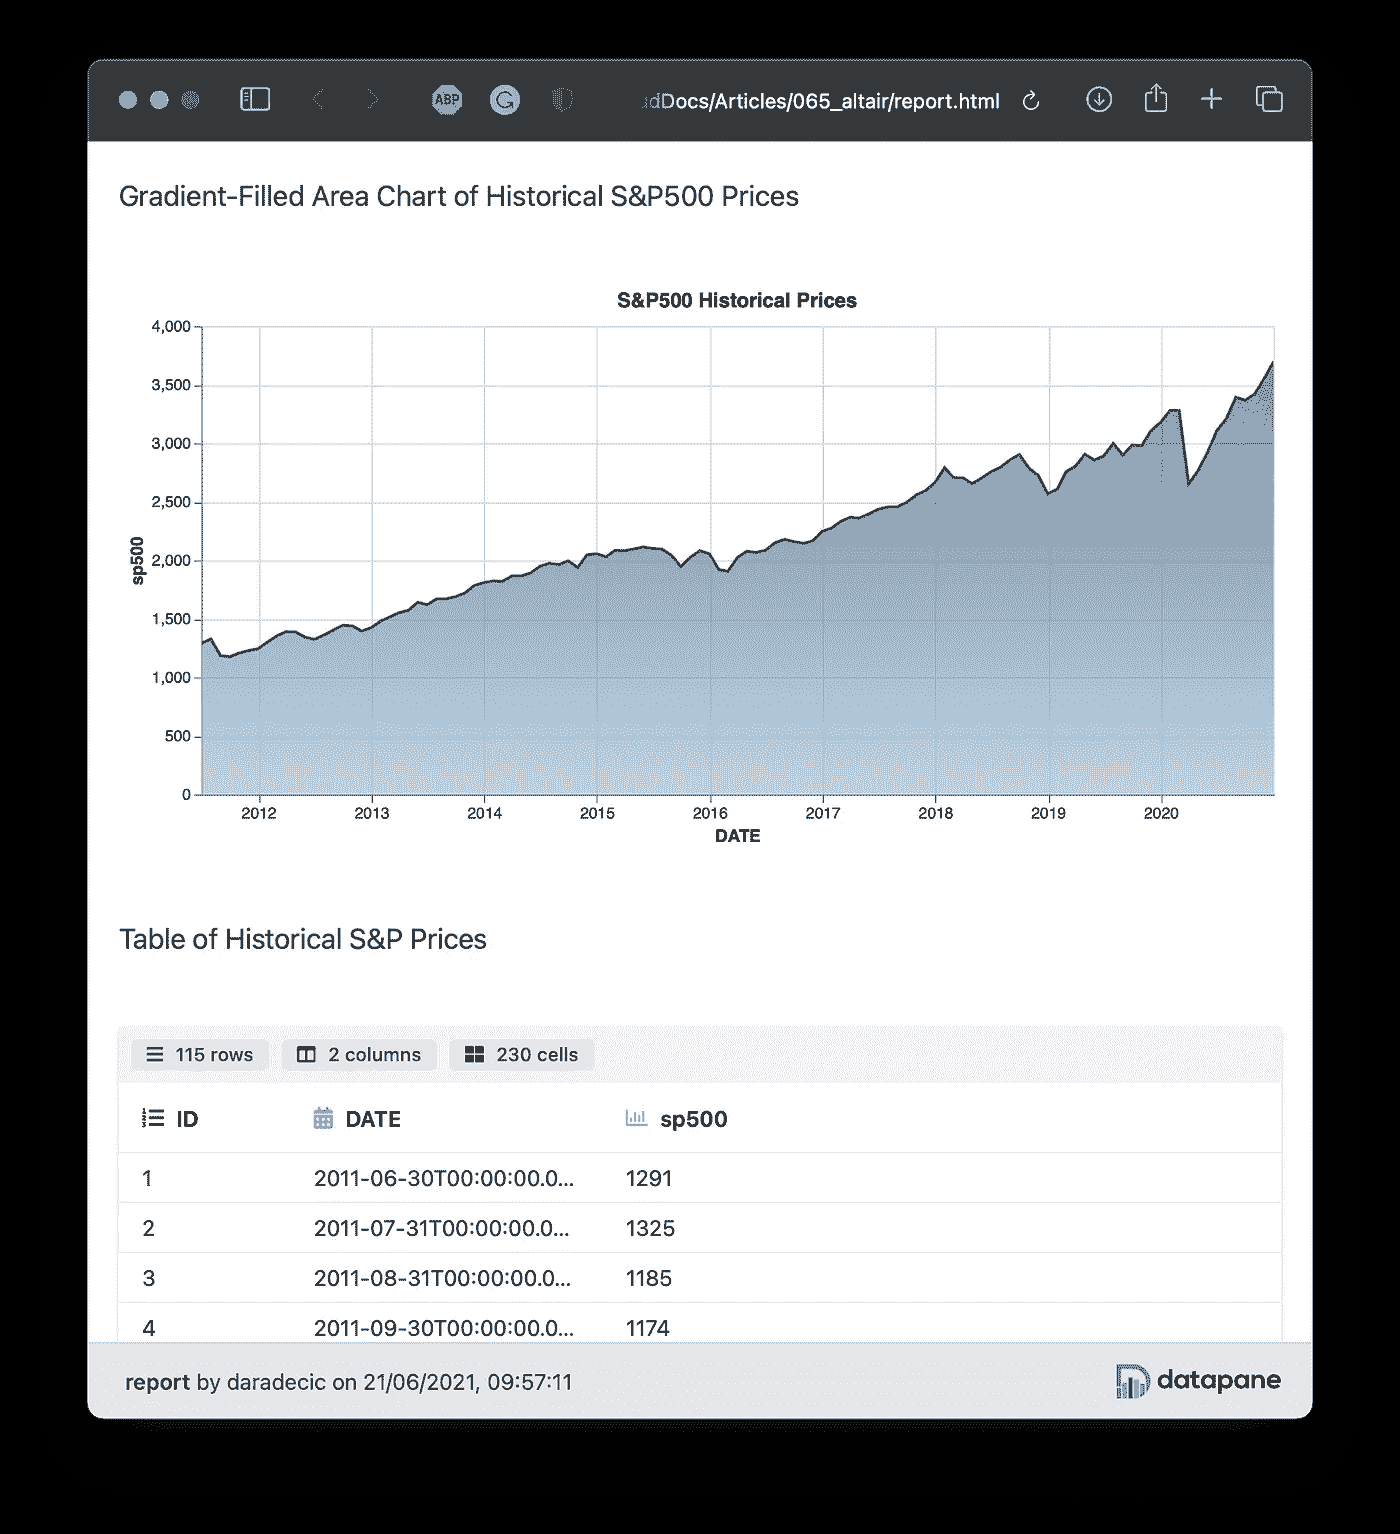 ABP
dDocs/Articles/065_altair/report.html
Gradient-Filled Area Chart of Historical S&P500 Prices
S&P500 Historical Prices
4,000
3,500
3,000
2,500
2,000
1,500
1,000
500
0
sp500
2012 2013 2014 2015 2016 2017 2018 2019 2020
DATE
Table of Historical S&P Prices
115 rows 2 columns 230 cells
ID DATE sp500
1 2011-06-30T00:00:00.0... 1291
2 2011-07-31T00:00:00.0... 1325
3 2011-08-31T00:00:00.0... 1185
4 2011-09-30T00:00:00.0... 1174
report by daradecic on 21/06/2021, 09:57:11
datapane